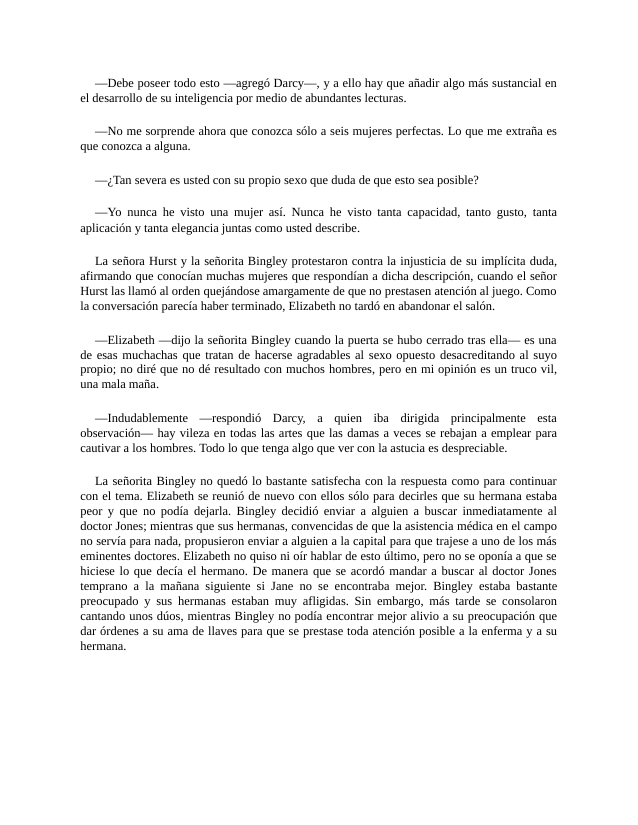 —Debe poseer todo esto —agregó Darcy—, y a ello hay que añadir algo más sustancial en
el desarrollo de su inteligencia por medio de abundantes lecturas.
—No me sorprende ahora que conozca sólo a seis mujeres perfectas. Lo que me extraña es
que conozca a alguna.
—¿Tan severa es usted con su propio sexo que duda de que esto sea posible?
—Yo nunca he visto una mujer así. Nunca he visto tanta capacidad, tanto gusto, tanta
aplicación y tanta elegancia juntas como usted describe.
La señora Hurst y la señorita Bingley protestaron contra la injusticia de su implícita duda,
afirmando que conocían muchas mujeres que respondían a dicha descripción, cuando el señor
Hurst las llamó al orden quejándose amargamente de que no prestasen atención al juego. Como
la conversación parecía haber terminado, Elizabeth no tardó en abandonar el salón.
—Elizabeth —dijo la señorita Bingley cuando la puerta se hubo cerrado tras ella— es una
de esas muchachas que tratan de hacerse agradables al sexo opuesto desacreditando al suyo
propio; no diré que no dé resultado con muchos hombres, pero en mi opinión es un truco vil,
una mala maña.
—Indudablemente —respondió Darcy, a quien iba dirigida principalmente esta
observación— hay vileza en todas las artes que las damas a veces se rebajan a emplear para
cautivar a los hombres. Todo lo que tenga algo que ver con la astucia es despreciable.
La señorita Bingley no quedó lo bastante satisfecha con la respuesta como para continuar
con el tema. Elizabeth se reunió de nuevo con ellos sólo para decirles que su hermana estaba
peor y que no podía dejarla. Bingley decidió enviar a alguien a buscar inmediatamente al
doctor Jones; mientras que sus hermanas, convencidas de que la asistencia médica en el campo
no servía para nada, propusieron enviar a alguien a la capital para que trajese a uno de los más
eminentes doctores. Elizabeth no quiso ni oír hablar de esto último, pero no se oponía a que se
hiciese lo que decía el hermano. De manera que se acordó mandar a buscar al doctor Jones
temprano a la mañana siguiente si Jane no se encontraba mejor. Bingley estaba bastante
preocupado y sus hermanas estaban muy afligidas. Sin embargo, más tarde se consolaron
cantando unos dúos, mientras Bingley no podía encontrar mejor alivio a su preocupación que
dar órdenes a su ama de llaves para que se prestase toda atención posible a la enferma y a su
hermana.